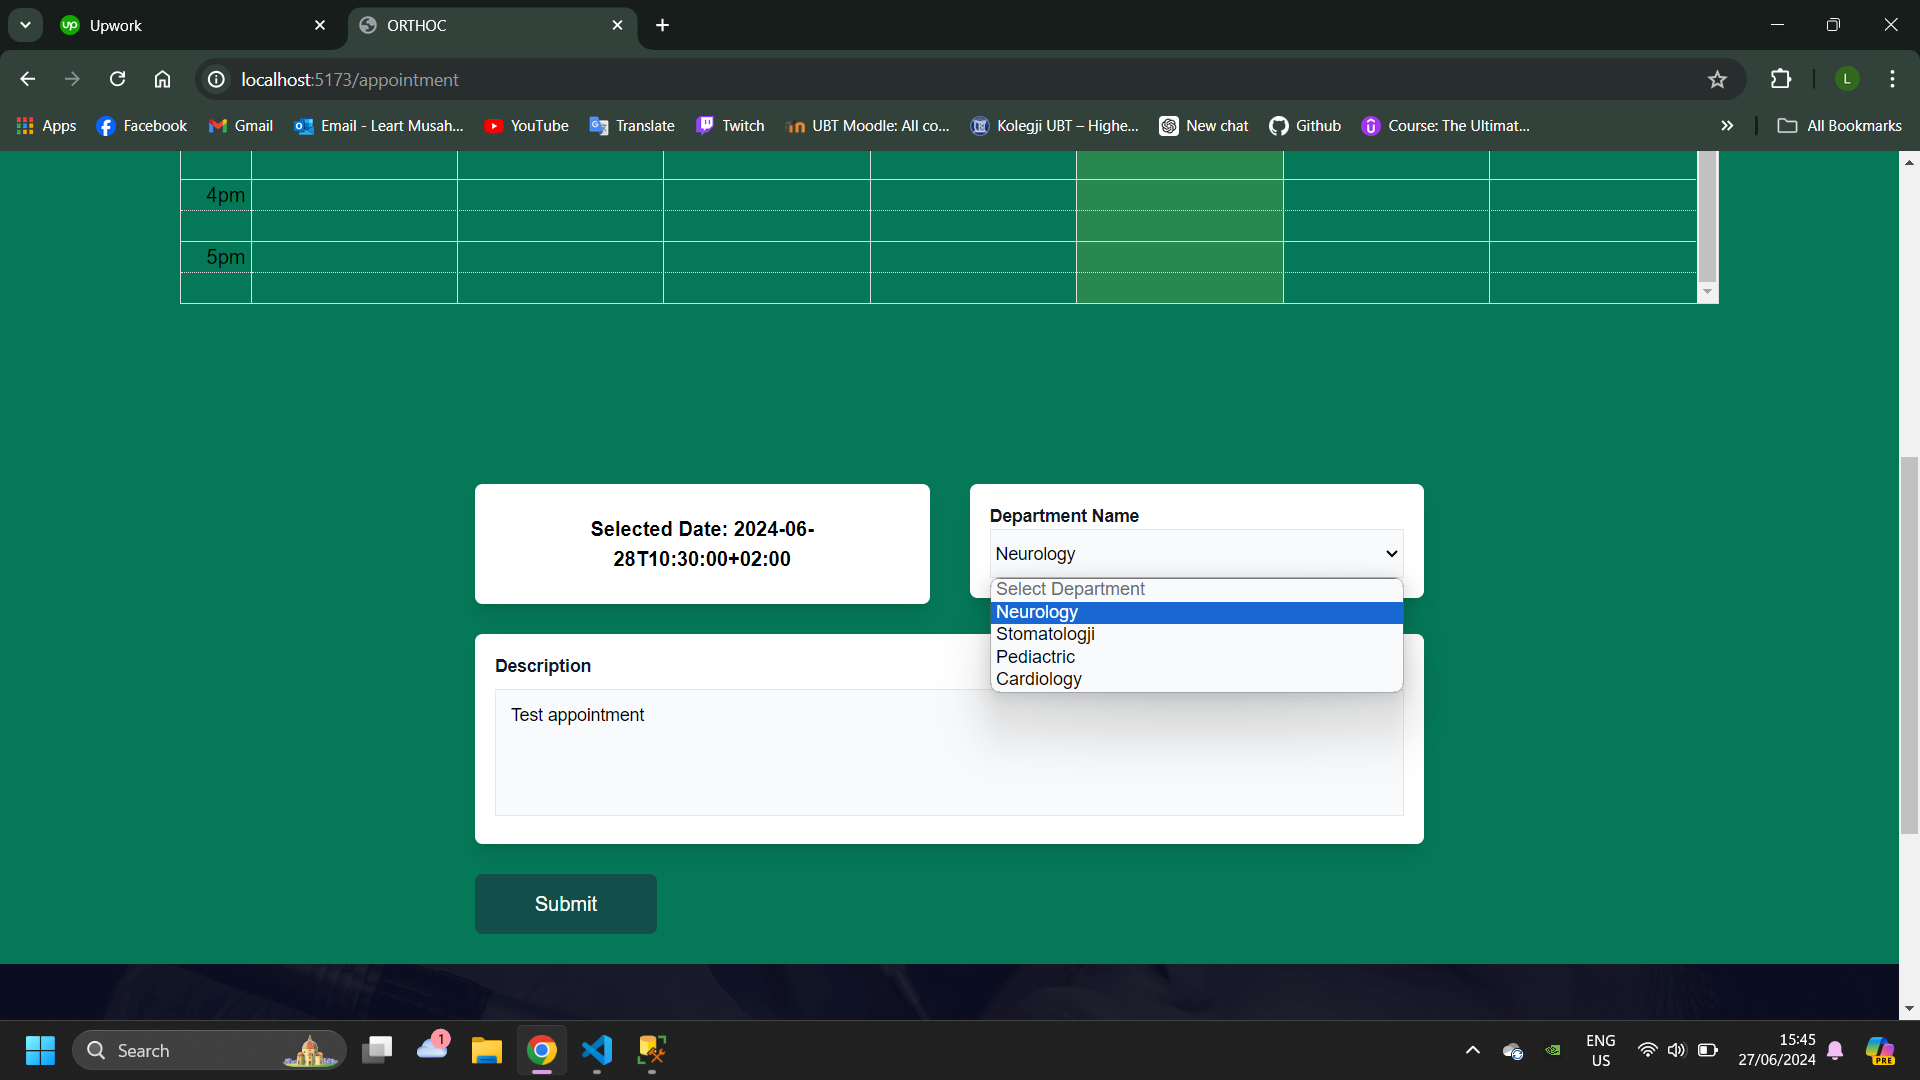 Upwork
ORTHOC
localhost:5173/appointment
L
Apps
Facebook
Gmail
Email - Leart Musah...
YouTube
Translate
Twitch
UBT Moodle: All co...
Kolegji UBT – Highe...
New chat
Github
Course: The Ultimat...
All Bookmarks
4pm
5pm
Selected Date: 2024-06-
28T10:30:00+02:00
Department Name
Neurology
Select Department
Neurology
Stomatologji
Pediactric
Cardiology
Description
Test appointment
Submit
Search
1
ENG
US
15:45
27/06/2024
PRE